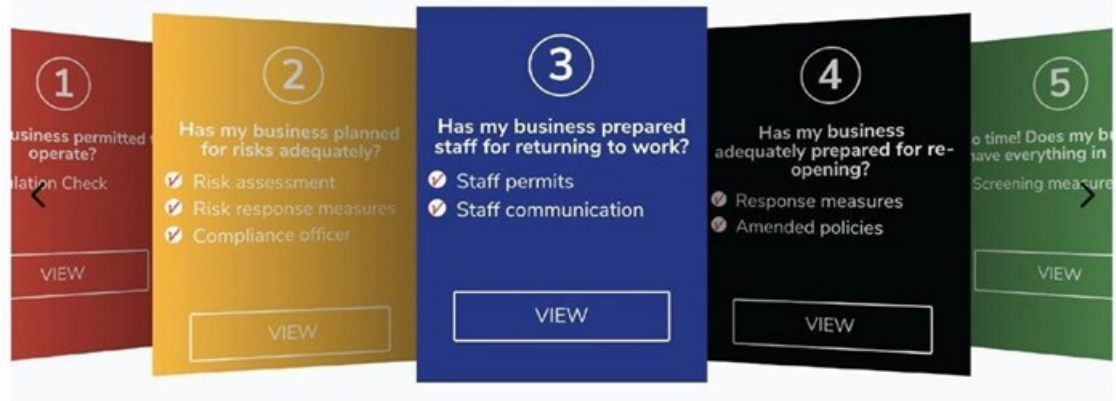 1
usiness permitted
operate?
lation Check
VIEW
2
Has my business planned
for risks adequately?
Risk assessment
Risk response measures
Compliance officer
VIEW
3
Has my business prepared
staff for returning to work?
Staff permits
Staff communication
VIEW
4
Has my business
adequately prepared for re-
opening?
Response measures
Amended policies
VIEW
5
o time! Does my b
ave everything in
Screening measure
VIEW